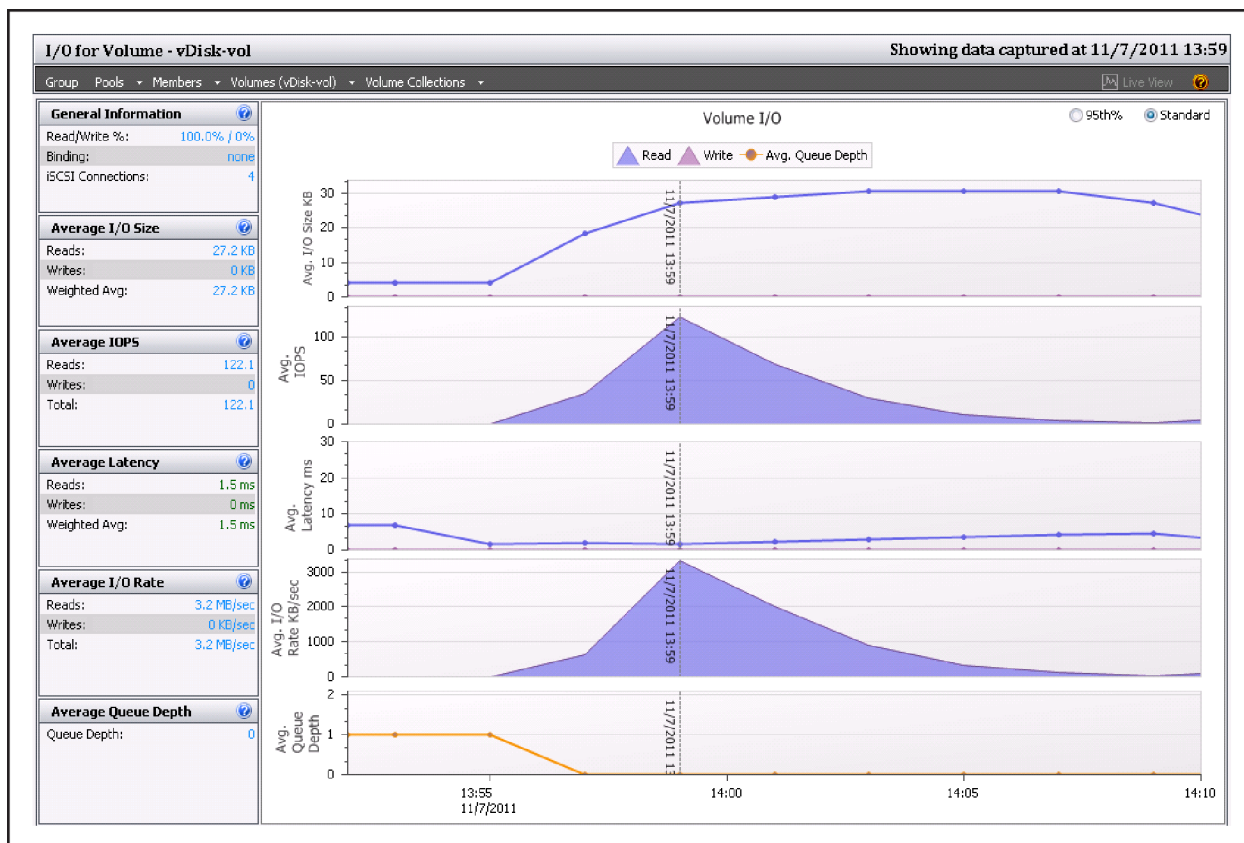 I/O for Volume - vDisk-vol
Showing data captured at 11/7/2011 13:59
Group Pools Members Volumes (vDisk-vol) Volume Collections Live View
General Information
Read/Write %: 100.0% / 0%
Binding: none
iSCSI Connections: 4
Average I/O Size
Reads: 27.2 KB
Writes: 0 KB
Weighted Avg: 27.2 KB
Average IOPS
Reads: 122.1
Writes: 0
Total: 122.1
Average Latency
Reads: 1.5 ms
Writes: 0 ms
Weighted Avg: 1.5 ms
Average I/O Rate
Reads: 3.2 MB/sec
Writes: 0 KB/sec
Total: 3.2 MB/sec
Average Queue Depth
Queue Depth: 0
Volume I/O
95th% Standard
Read Write Avg. Queue Depth
Avg. I/O Size KB
30
20
10
0
11/7/2011 13:59
Avg.
IOPS
100
50
0
11/7/2011 13:59
Avg.
Latency ms
30
20
10
0
11/7/2011 13:59
Avg. I/O
Rate KB/sec
3000
2000
1000
0
11/7/2011 13:59
Avg.
Queue
Depth
2
1
0
11/7/2011 13
13:55 14:00 14:05 14:10
11/7/2011